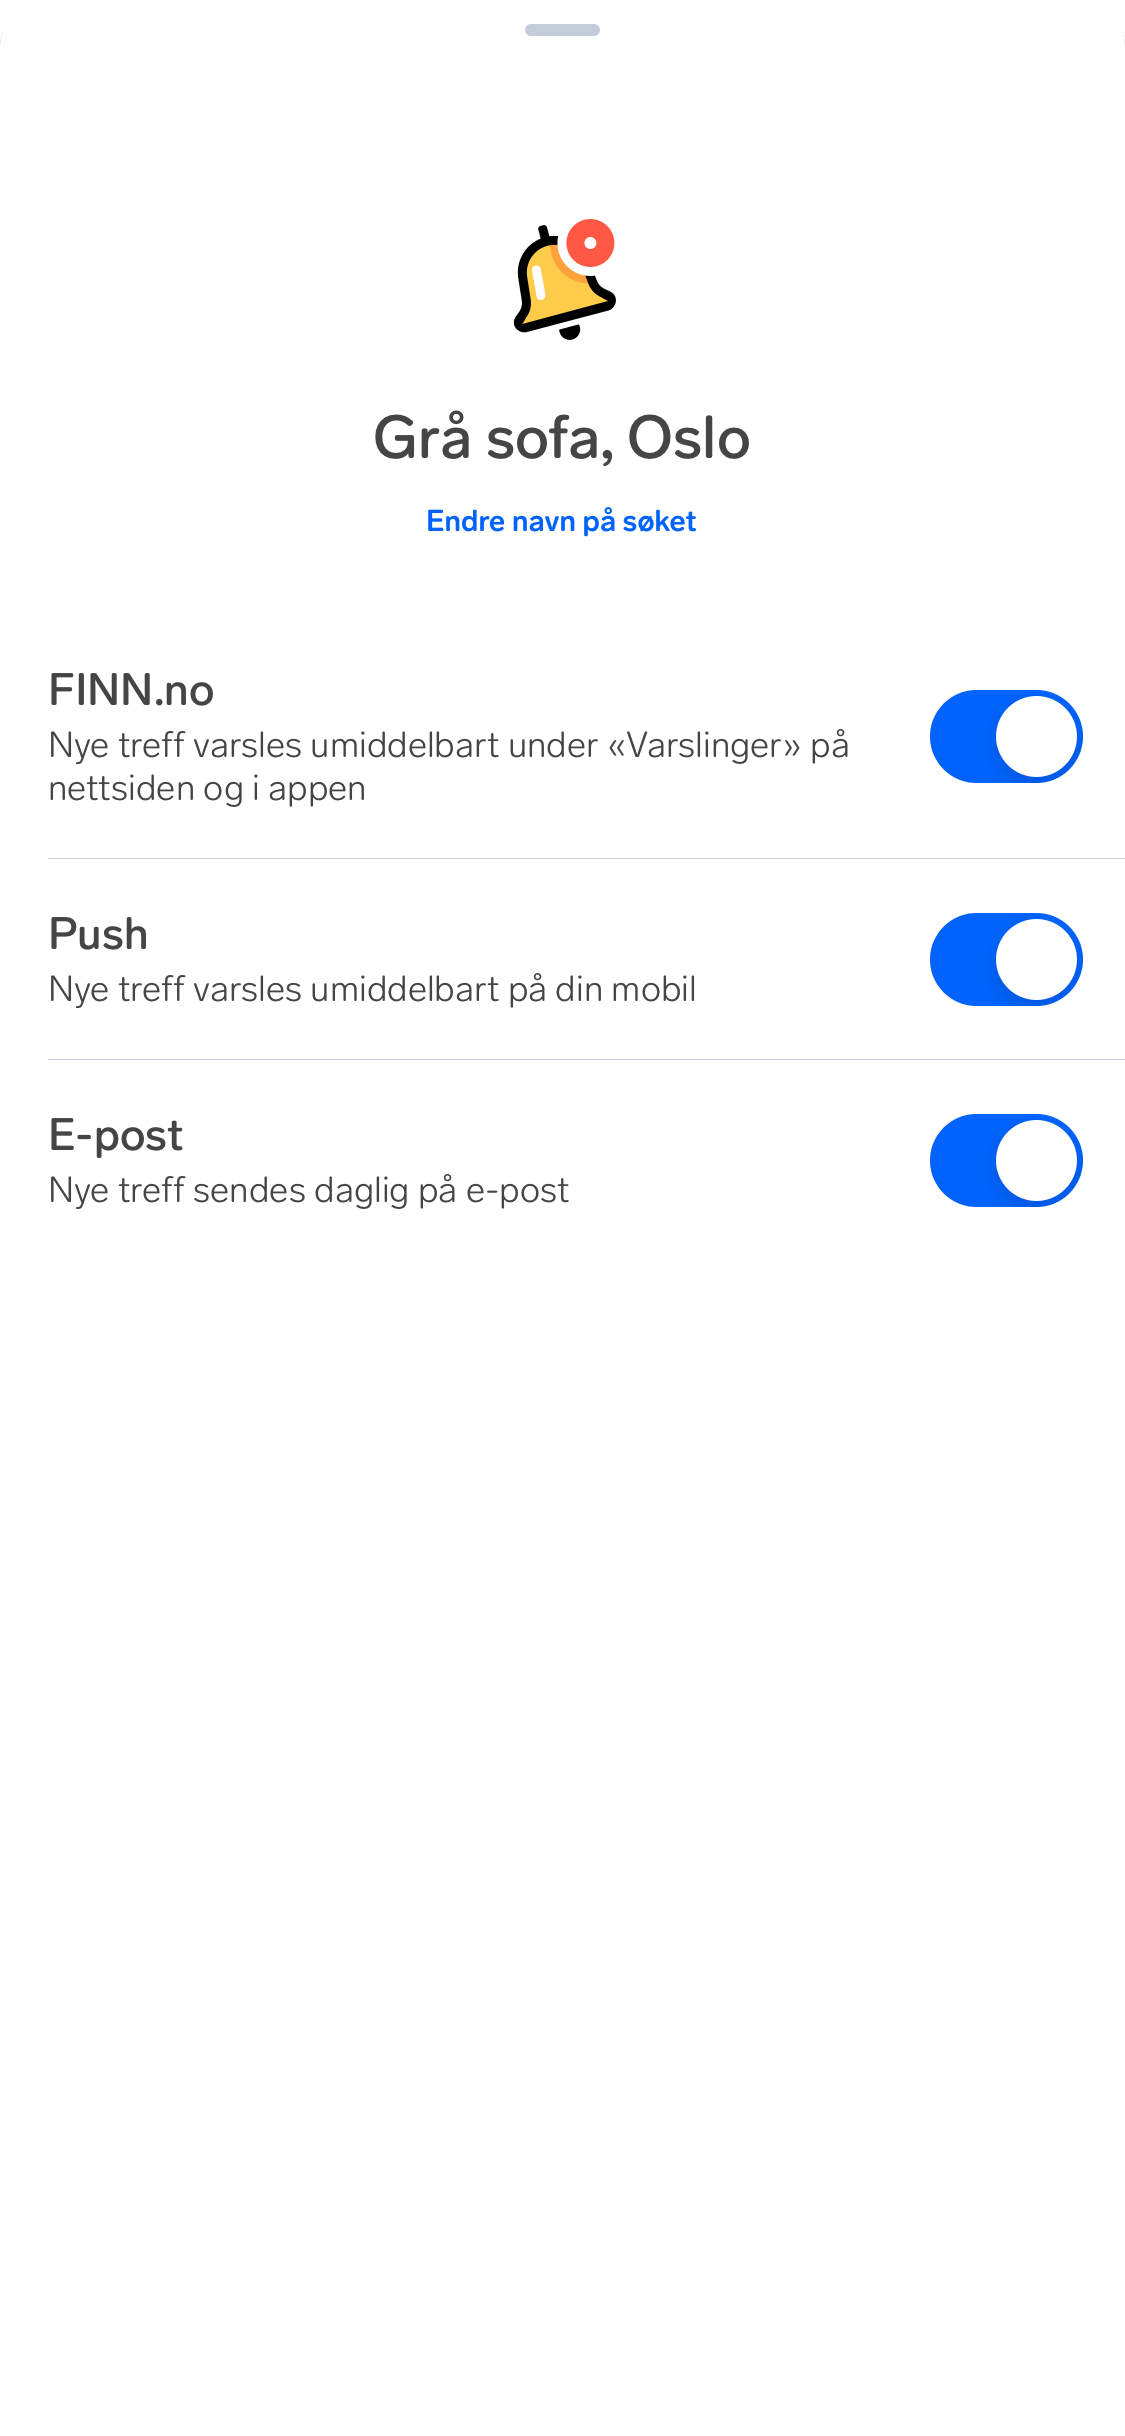 Grå sofa, Oslo
Endre navn på søket
FINN.no
Nye treff varsles umiddelbart under «Varslinger» på
nettsiden og i appen
Push
Nye treff varsles umiddelbart på din mobil
E-post
Nye treff sendes daglig på e-post